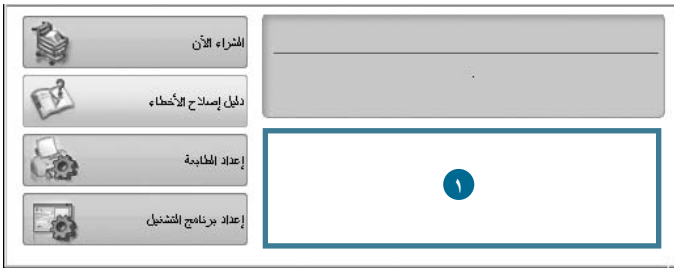 الشراء الآن
دليل إصلاح الأخطاء
إعداد الطابعة
إعداد برنامج التشغيل
١